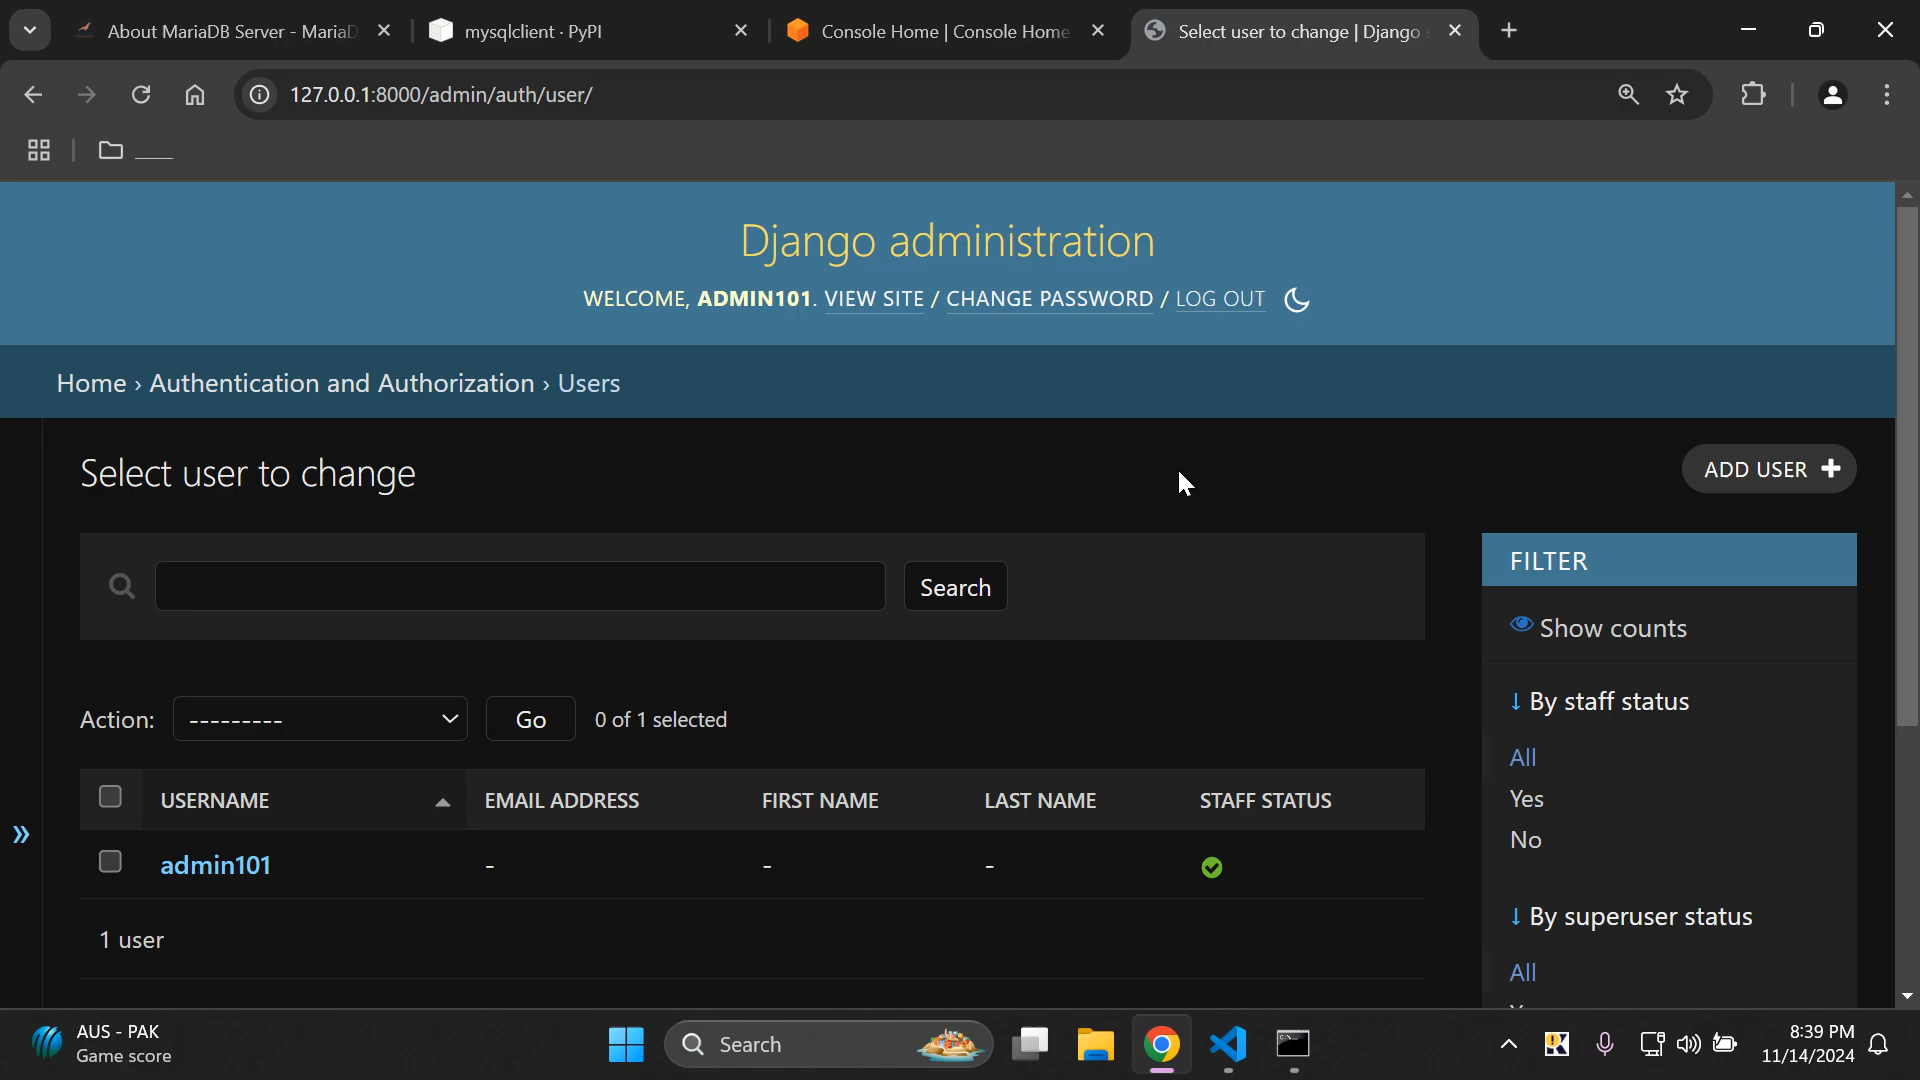 About MariaDB Server - MariaD
mysqlclient · PyPI
Console Home | Console Home
Select user to change | Django s
127.0.0.1:8000/admin/auth/user/
Django administration
WELCOME, ADMIN101. VIEW SITE / CHANGE PASSWORD / LOG OUT
Home › Authentication and Authorization › Users
Select user to change
ADD USER +
Search
FILTER
Show counts
↓ By staff status
All
Yes
No
↓ By superuser status
All
Action: --------- Go 0 of 1 selected
USERNAME EMAIL ADDRESS FIRST NAME LAST NAME STAFF STATUS
admin101 - - -
1 user
AUS - PAK
Game score
Search
8:39 PM
11/14/2024